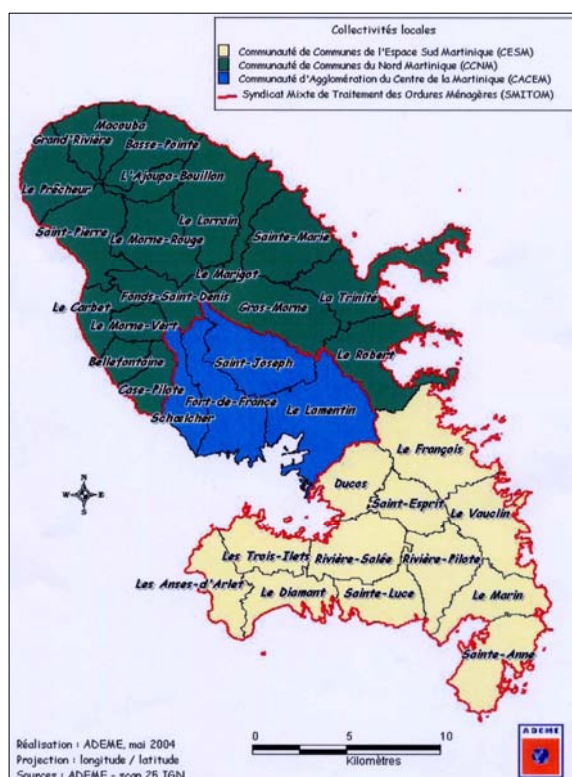 Collectivités locales
Communauté de Communes de l'Espace Sud Martinique (CESM)
Communauté de Communes du Nord Martinique (CCNM)
Communauté d'Agglomération du Centre de la Martinique (CACEM)
Syndicat Mixte de Traitement des Ordures Ménagères (SMITOM)
Macouba
Grand'Rivière
Basse-Pointe
L'Ajoupa-Bouillon
Le Prêcheur
Le Lorrain
Saint-Pierre
Le Morne-Rouge
Sainte-Marie
Le Marigot
Fonds-Saint-Denis
La Trinité
Le Carbet
Gros-Morne
Le Morne-Vert
Le Robert
Bellefontaine
Saint-Joseph
Case-Pilote
Fort-de-France
Le Lamentin
Schœlcher
Le François
Ducos
Saint-Esprit
Le Vauclin
Les Trois-Ilets
Rivière-Salée
Rivière-Pilote
Les Anses-d'Arlet
Le Diamant
Sainte-Luce
Le Marin
Sainte-Anne
N
W
E
S
0 5 10
Kilomètres
Réalisation : ADEME, mai 2004
Projection : longitude / latitude
Sources : ADEME - scan 25 IGN
ADEME